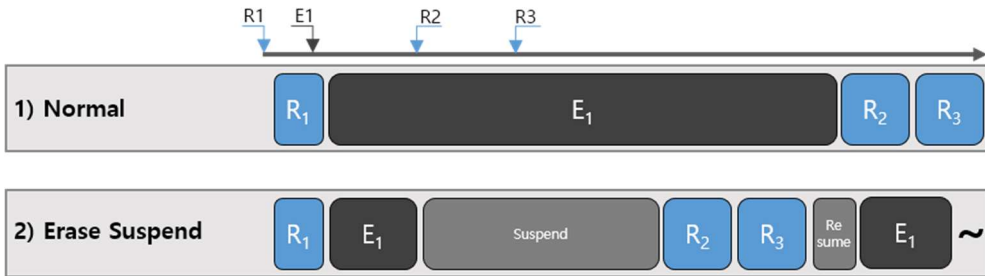 R1 E1 R2 R3
1) Normal R₁ E₁ R₂ R₃
2) Erase Suspend R₁ E₁ Suspend R₂ R₃ Re
sume E₁ ~